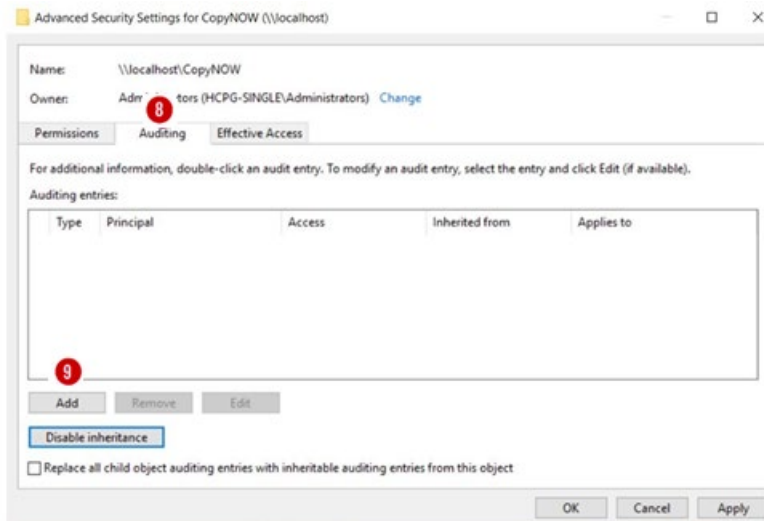 Advanced Security Settings for CopyNOW (\\localhost)
Name: \\localhost\CopyNOW
8
Owner: tors (HCPG-SINGLE\Administrators) Change
Permissions Auditing Effective Access
For additional information, double-click an audit entry. To modify an audit entry, select the entry and click Edit (if available).
Auditing entries:
Type Principal Access Inherited from Applies to
9
Add Remove Edit
Disable inheritance
Replace all child object auditing entries with inheritable auditing entries from this object
OK Cancel Apply